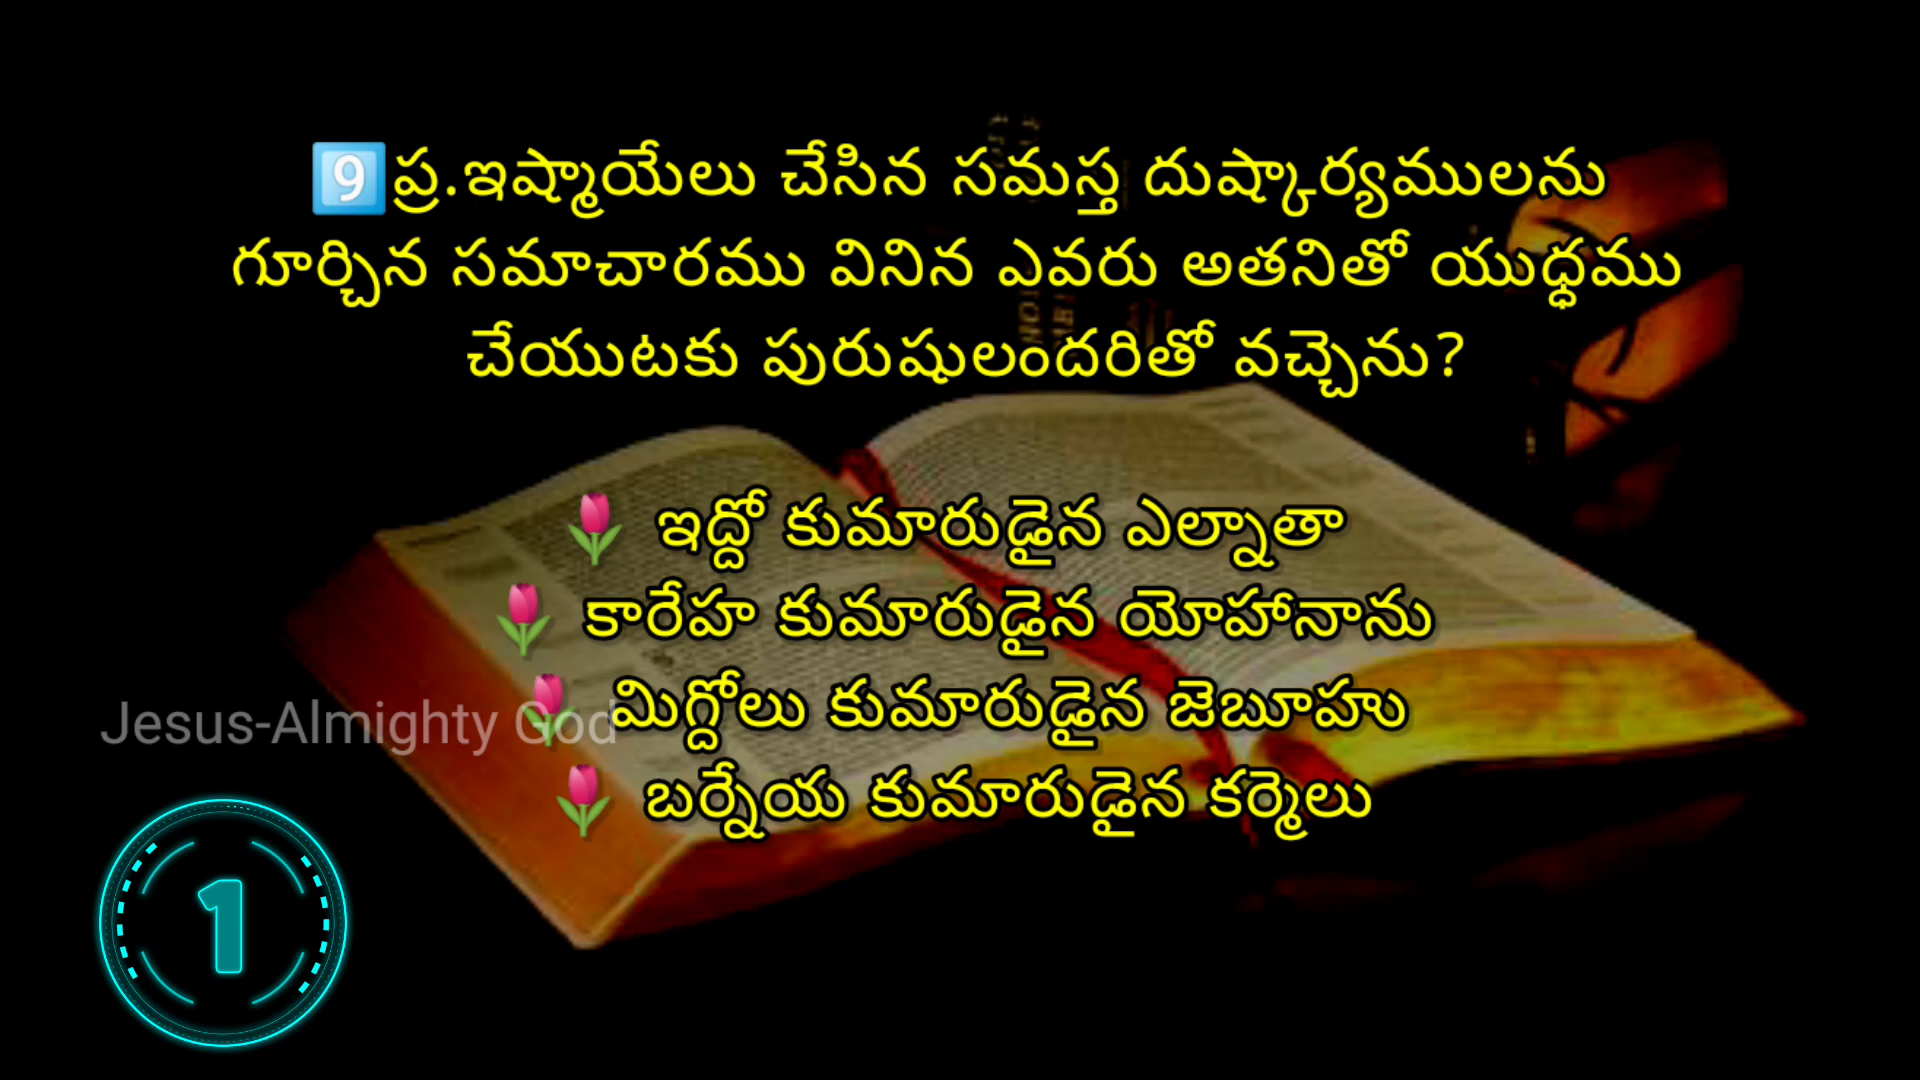 9️⃣ప్ర.ఇష్మాయేలు చేసిన సమస్త దుష్కార్యములను
గూర్చిన సమాచారము వినిన ఎవరు అతనితో యుద్ధము
చేయుటకు పురుషులందరితో వచ్చెను?
🌷 ఇద్దో కుమారుడైన ఎల్నాతా
🌷 కారేహ కుమారుడైన యోహానాను
🌷 మిగ్దోలు కుమారుడైన జెబూహు
🌷 బర్నేయ కుమారుడైన కర్మెలు
Jesus-Almighty God
1